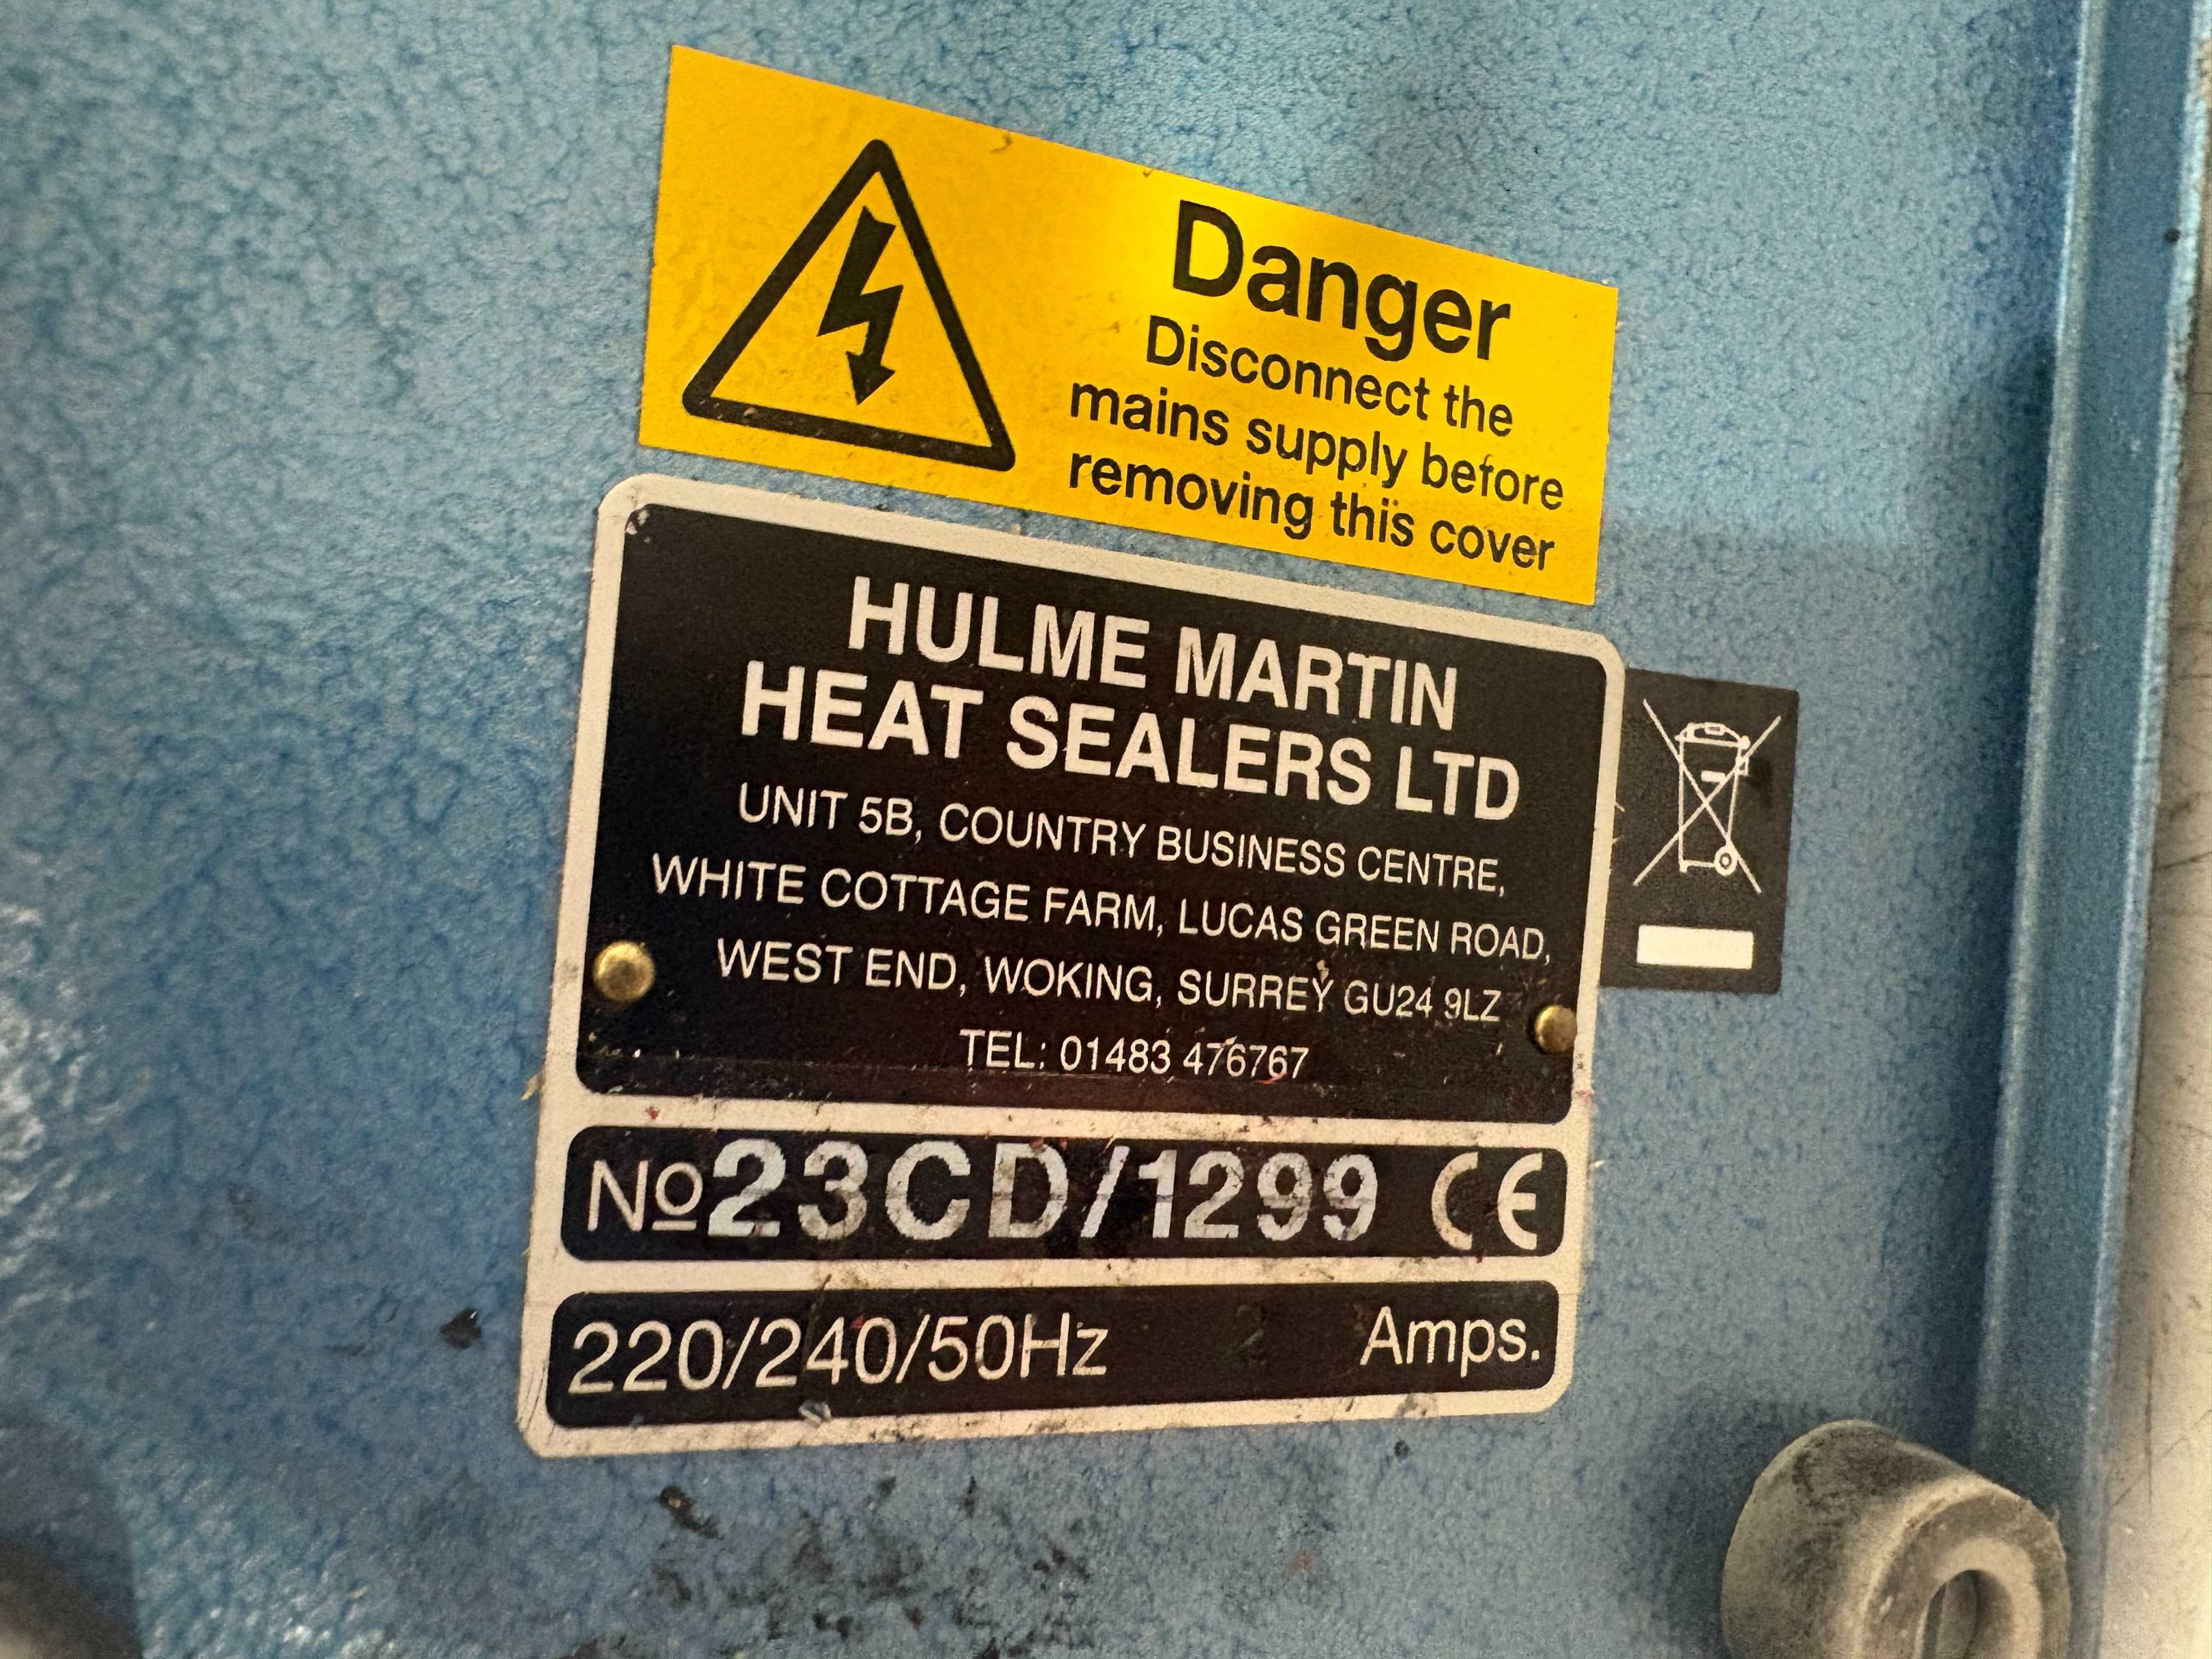 Danger
Disconnect the
mains supply before
removing this cover
HULME MARTIN
HEAT SEALERS LTD
UNIT 5B, COUNTRY BUSINESS CENTRE,
WHITE COTTAGE FARM, LUCAS GREEN ROAD,
WEST END, WOKING, SURREY GU24 9LZ
TEL: 01483 476767
Nº 23CD/1299 CE
220/240/50Hz Amps.